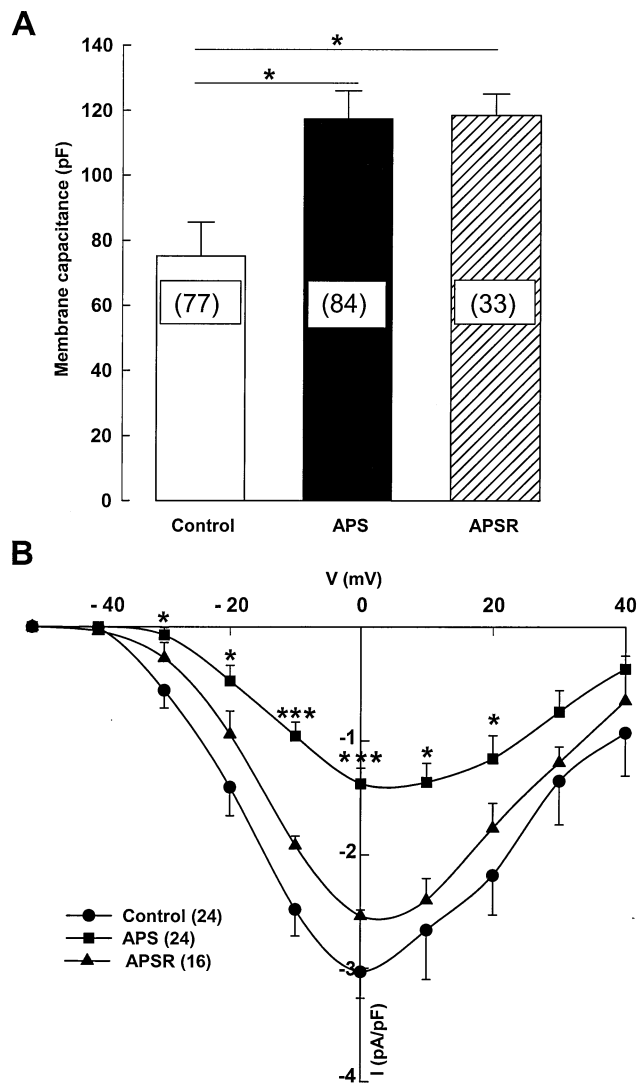 A
140
120
100
80
60
40
20
0
Membrane capacitance (pF)
*
*
(77)
(84)
(33)
Control
APS
APSR
B
V (mV)
- 40
- 20
0
20
40
*
*
***
***
*
*
-1
-2
-3
-4
I (pA/pF)
Control (24)
APS (24)
APSR (16)